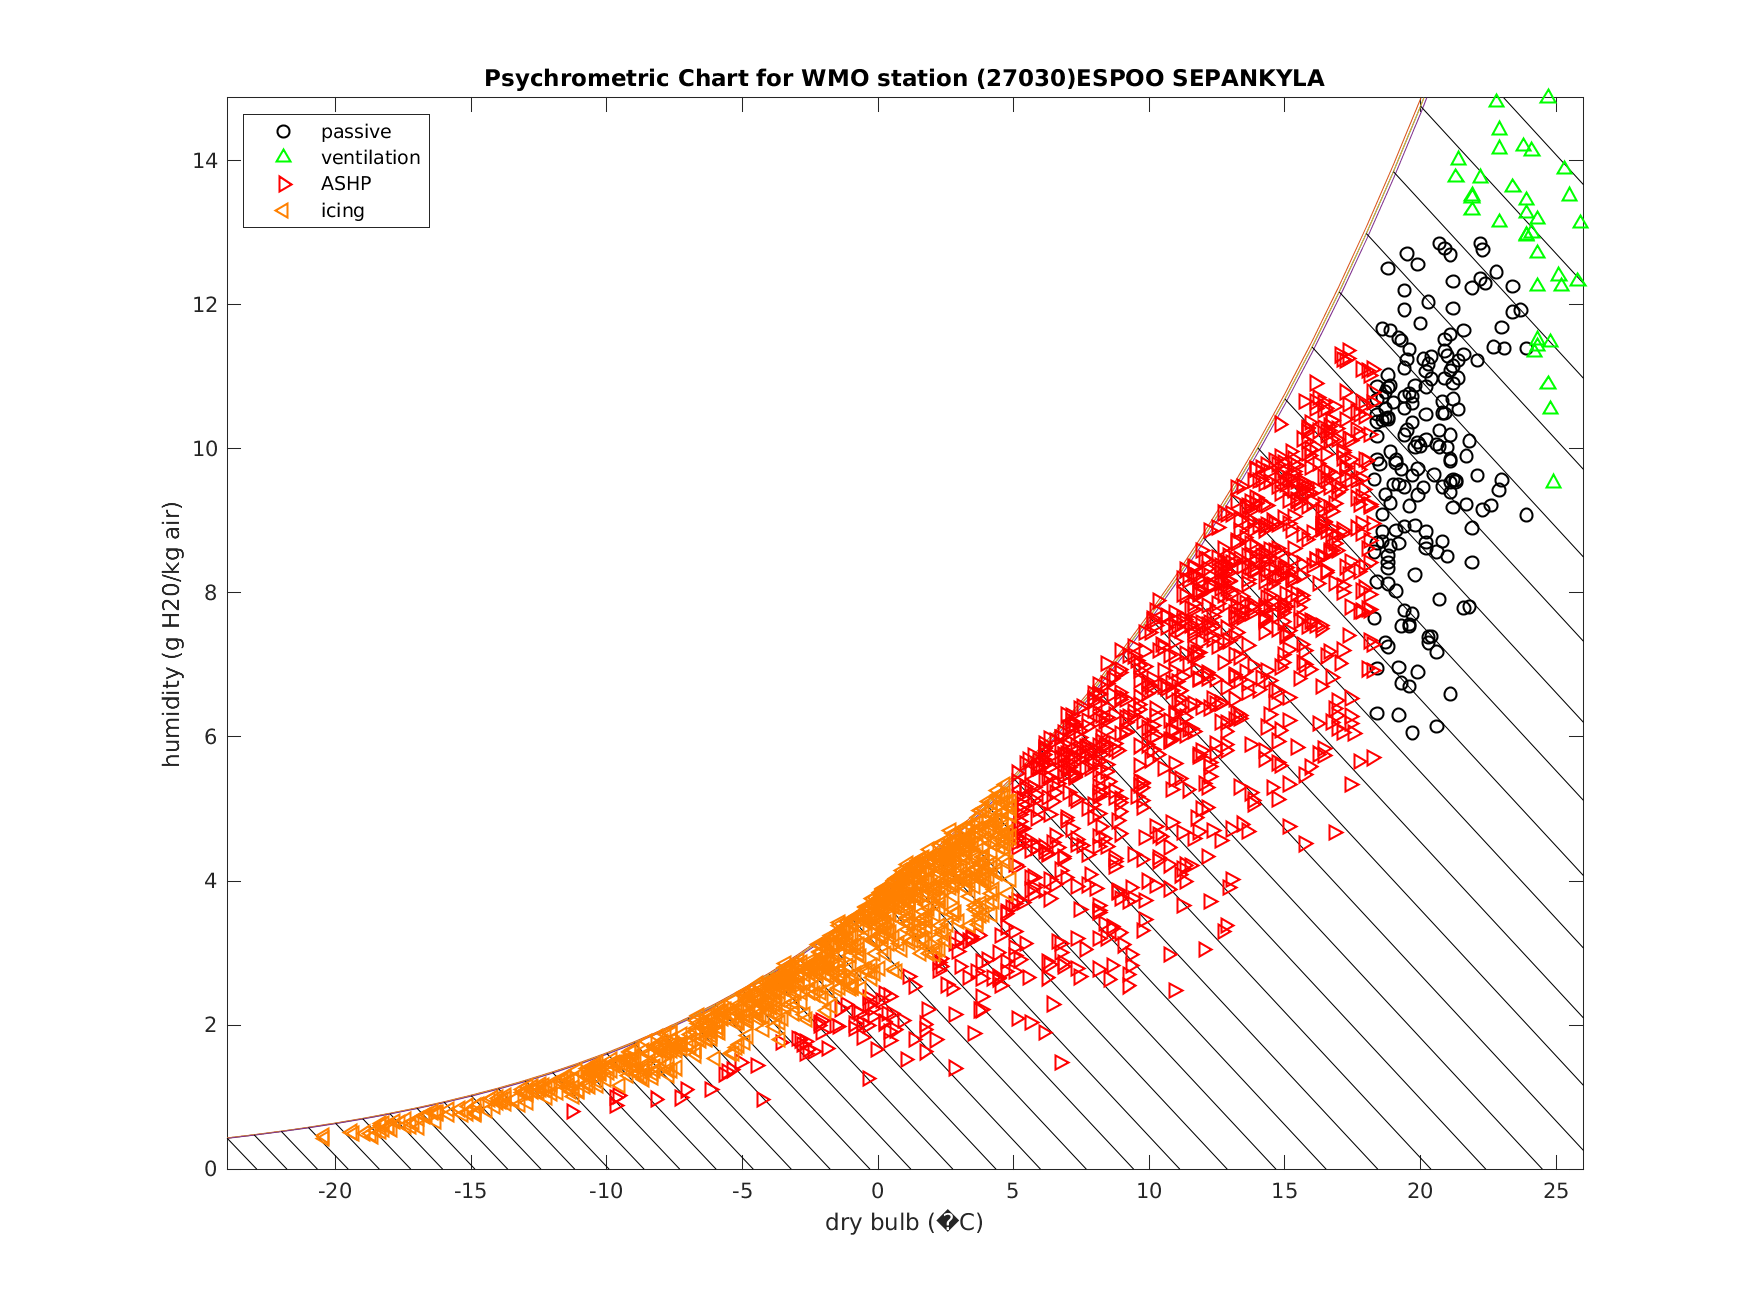 Psychrometric Chart for WMO station (27030)ESPOO SEPANKYLA
passive
ventilation
ASHP
icing
14
12
10
8
6
4
2
0
humidity (g H20/kg air)
-20 -15 -10 -5 0 5 10 15 20 25
dry bulb (�C)